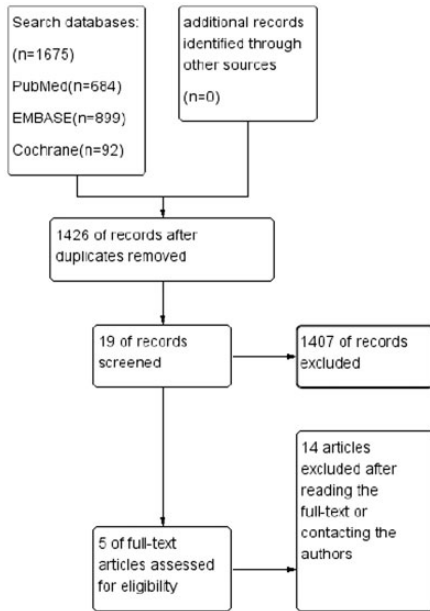 Search databases:
(n=1675)
PubMed(n=684)
EMBASE(n=899)
Cochrane(n=92)
additional records
identified through
other sources
(n=0)
1426 of records after
duplicates removed
19 of records
screened
1407 of records
excluded
14 articles
excluded after
reading the
full-text or
contacting the
authors
5 of full-text
articles assessed
for eligibility